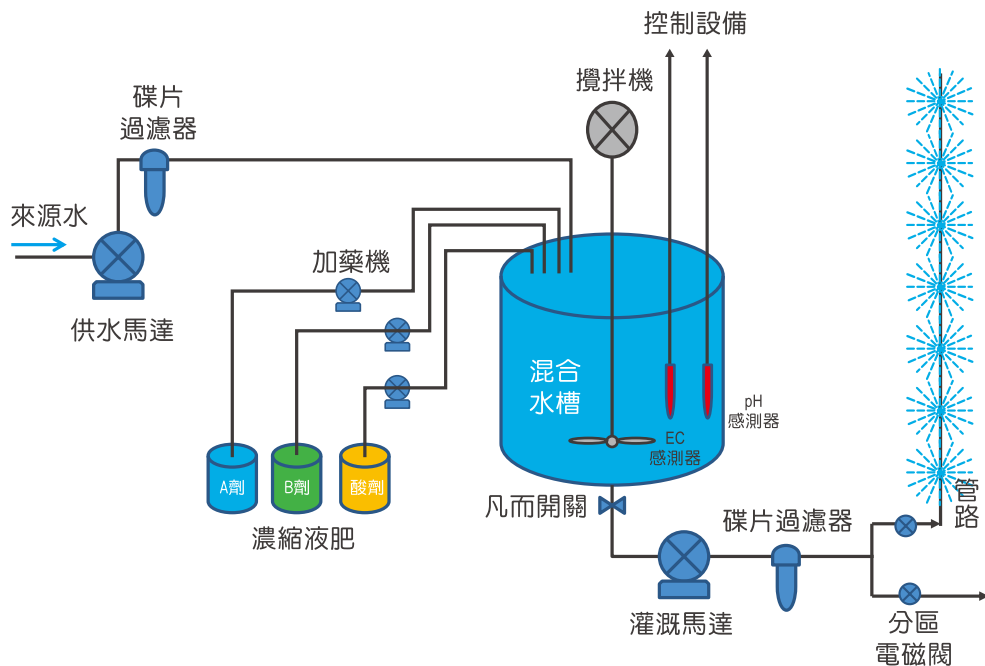 控制設備
攪拌機
碟片
過濾器
來源水
供水馬達
加藥機
混合
水槽
pH
感測器
EC
感測器
A劑
B劑
酸劑
濃縮液肥
凡而開關
碟片過濾器
管
路
灌溉馬達
分區
電磁閥